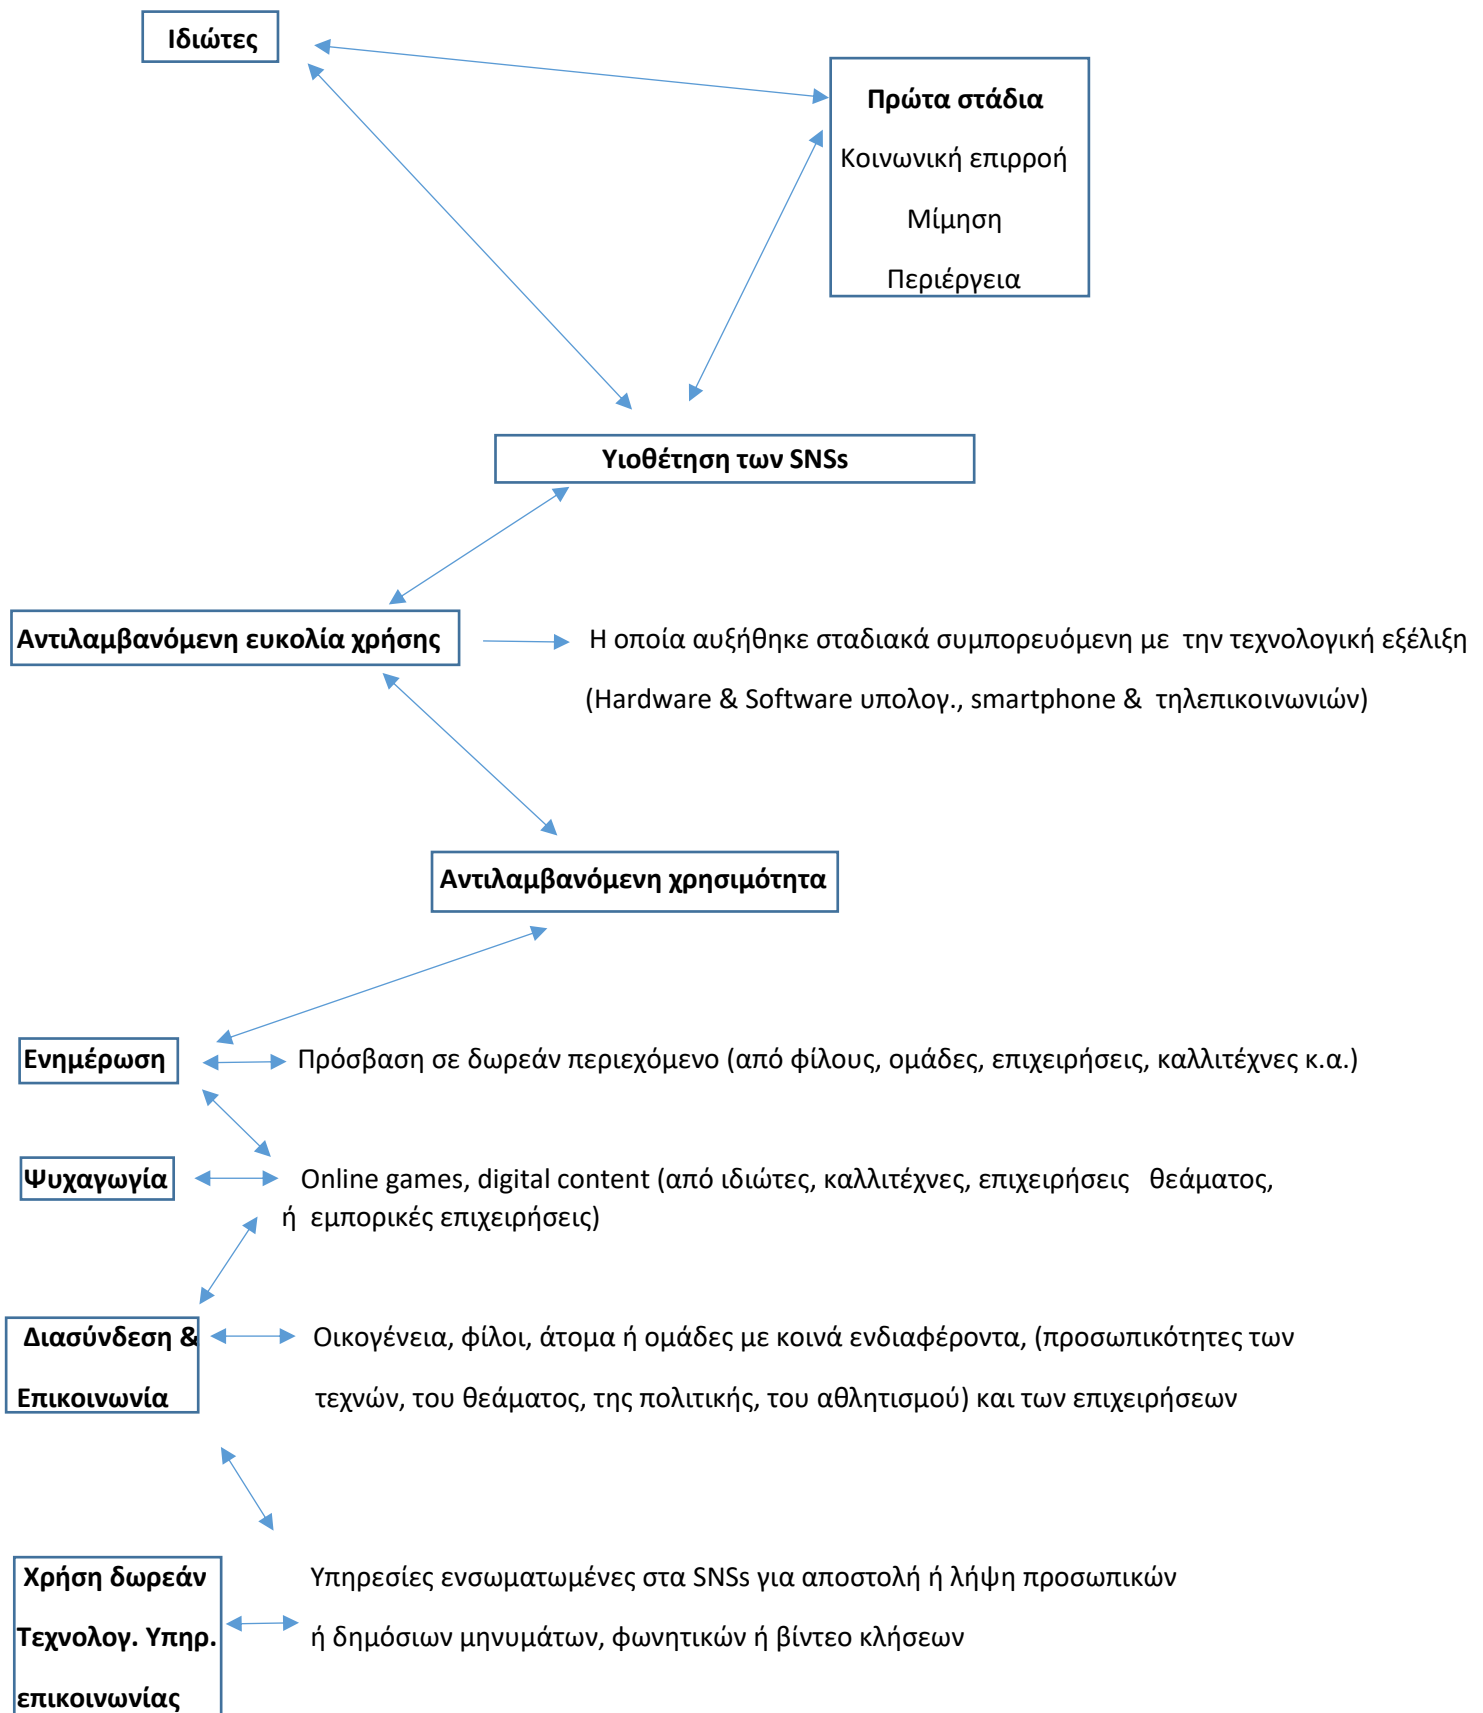 Ιδιώτες
Πρώτα στάδια
Κοινωνική επιρροή
Μίμηση
Περιέργεια
Υιοθέτηση των SNSs
Αντιλαμβανόμενη ευκολία χρήσης
Η οποία αυξήθηκε σταδιακά συμπορευόμενη με την τεχνολογική εξέλιξη
(Hardware & Software υπολογ., smartphone & τηλεπικοινωνιών)
Αντιλαμβανόμενη χρησιμότητα
Ενημέρωση
Πρόσβαση σε δωρεάν περιεχόμενο (από φίλους, ομάδες, επιχειρήσεις, καλλιτέχνες κ.α.)
Ψυχαγωγία
Online games, digital content (από ιδιώτες, καλλιτέχνες, επιχειρήσεις θεάματος,
ή εμπορικές επιχειρήσεις)
Διασύνδεση &
Επικοινωνία
Οικογένεια, φίλοι, άτομα ή ομάδες με κοινά ενδιαφέροντα, (προσωπικότητες των
τεχνών, του θεάματος, της πολιτικής, του αθλητισμού) και των επιχειρήσεων
Χρήση δωρεάν
Τεχνολογ. Υπηρ.
επικοινωνίας
Υπηρεσίες ενσωματωμένες στα SNSs για αποστολή ή λήψη προσωπικών
ή δημόσιων μηνυμάτων, φωνητικών ή βίντεο κλήσεων